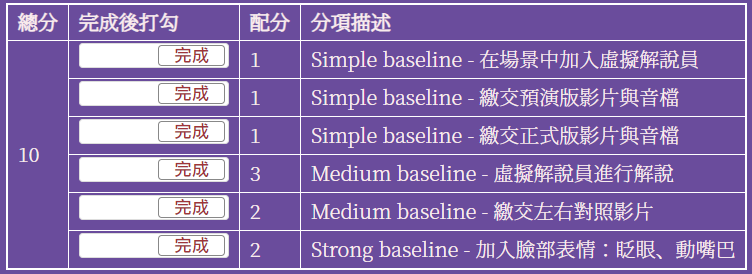 總分 完成後打勾 配分 分項描述
完成 1 Simple baseline - 在場景中加入虛擬解說員
完成 1 Simple baseline - 繳交預演版影片與音檔
完成 1 Simple baseline - 繳交正式版影片與音檔
10 完成 3 Medium baseline - 虛擬解說員進行解說
完成 2 Medium baseline - 繳交左右對照影片
完成 2 Strong baseline - 加入臉部表情：眨眼、動嘴巴